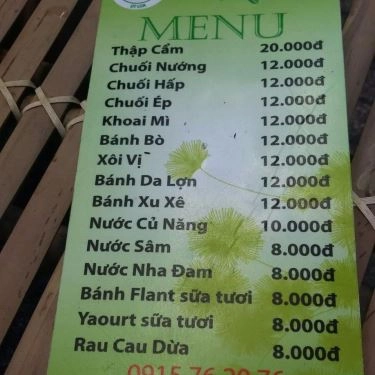 MENU
Thập Cẩm 20.000đ
Chuối Nướng 12.000đ
Chuối Hấp 12.000đ
Chuối Ép 12.000đ
Khoai Mì 12.000đ
Bánh Bò 12.000đ
Xôi Vị 12.000đ
Bánh Da Lợn 12.000đ
Bánh Xu Xê 12.000đ
Nước Củ Năng 10.000đ
Nước Sâm 8.000đ
Nước Nha Đam 8.000đ
Bánh Flant sữa tươi 8.000đ
Yaourt sữa tươi 8.000đ
Rau Cau Dừa 8.000đ